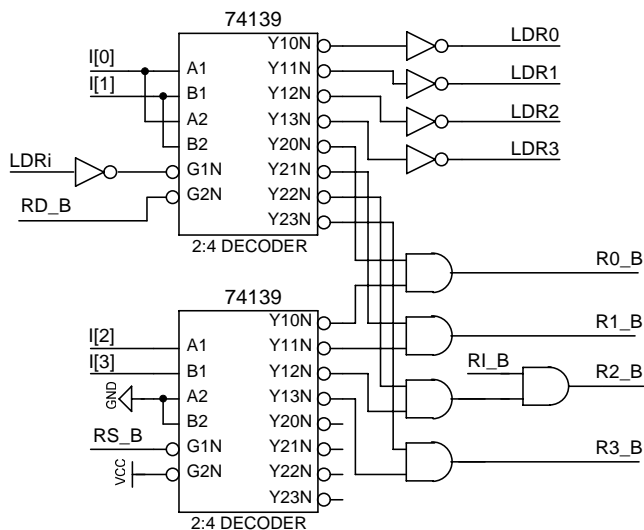 74139
I[0]
I[1]
LDRi
RD_B
A1
B1
A2
B2
G1N
G2N
Y10N
Y11N
Y12N
Y13N
Y20N
Y21N
Y22N
Y23N
2:4 DECODER
LDR0
LDR1
LDR2
LDR3
74139
I[2]
I[3]
GND
RS_B
VCC
A1
B1
A2
B2
G1N
G2N
Y10N
Y11N
Y12N
Y13N
Y20N
Y21N
Y22N
Y23N
2:4 DECODER
R0_B
R1_B
RI_B
R2_B
R3_B